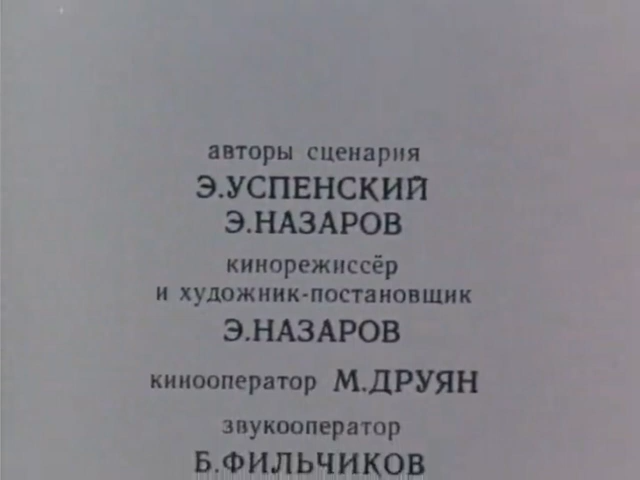 авторы сценария
Э.УСПЕНСКИЙ
Э.НАЗАРОВ
кинорежиссёр
и художник-постановщик
Э.НАЗАРОВ
кинооператор М.ДРУЯН
звукооператор
Б.ФИЛЬЧИКОВ